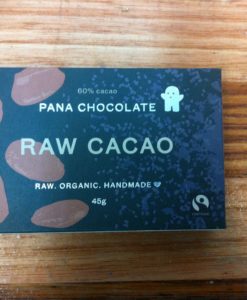 60% cacao
PANA CHOCOLATE
RAW CACAO
RAW. ORGANIC. HANDMADE
45g